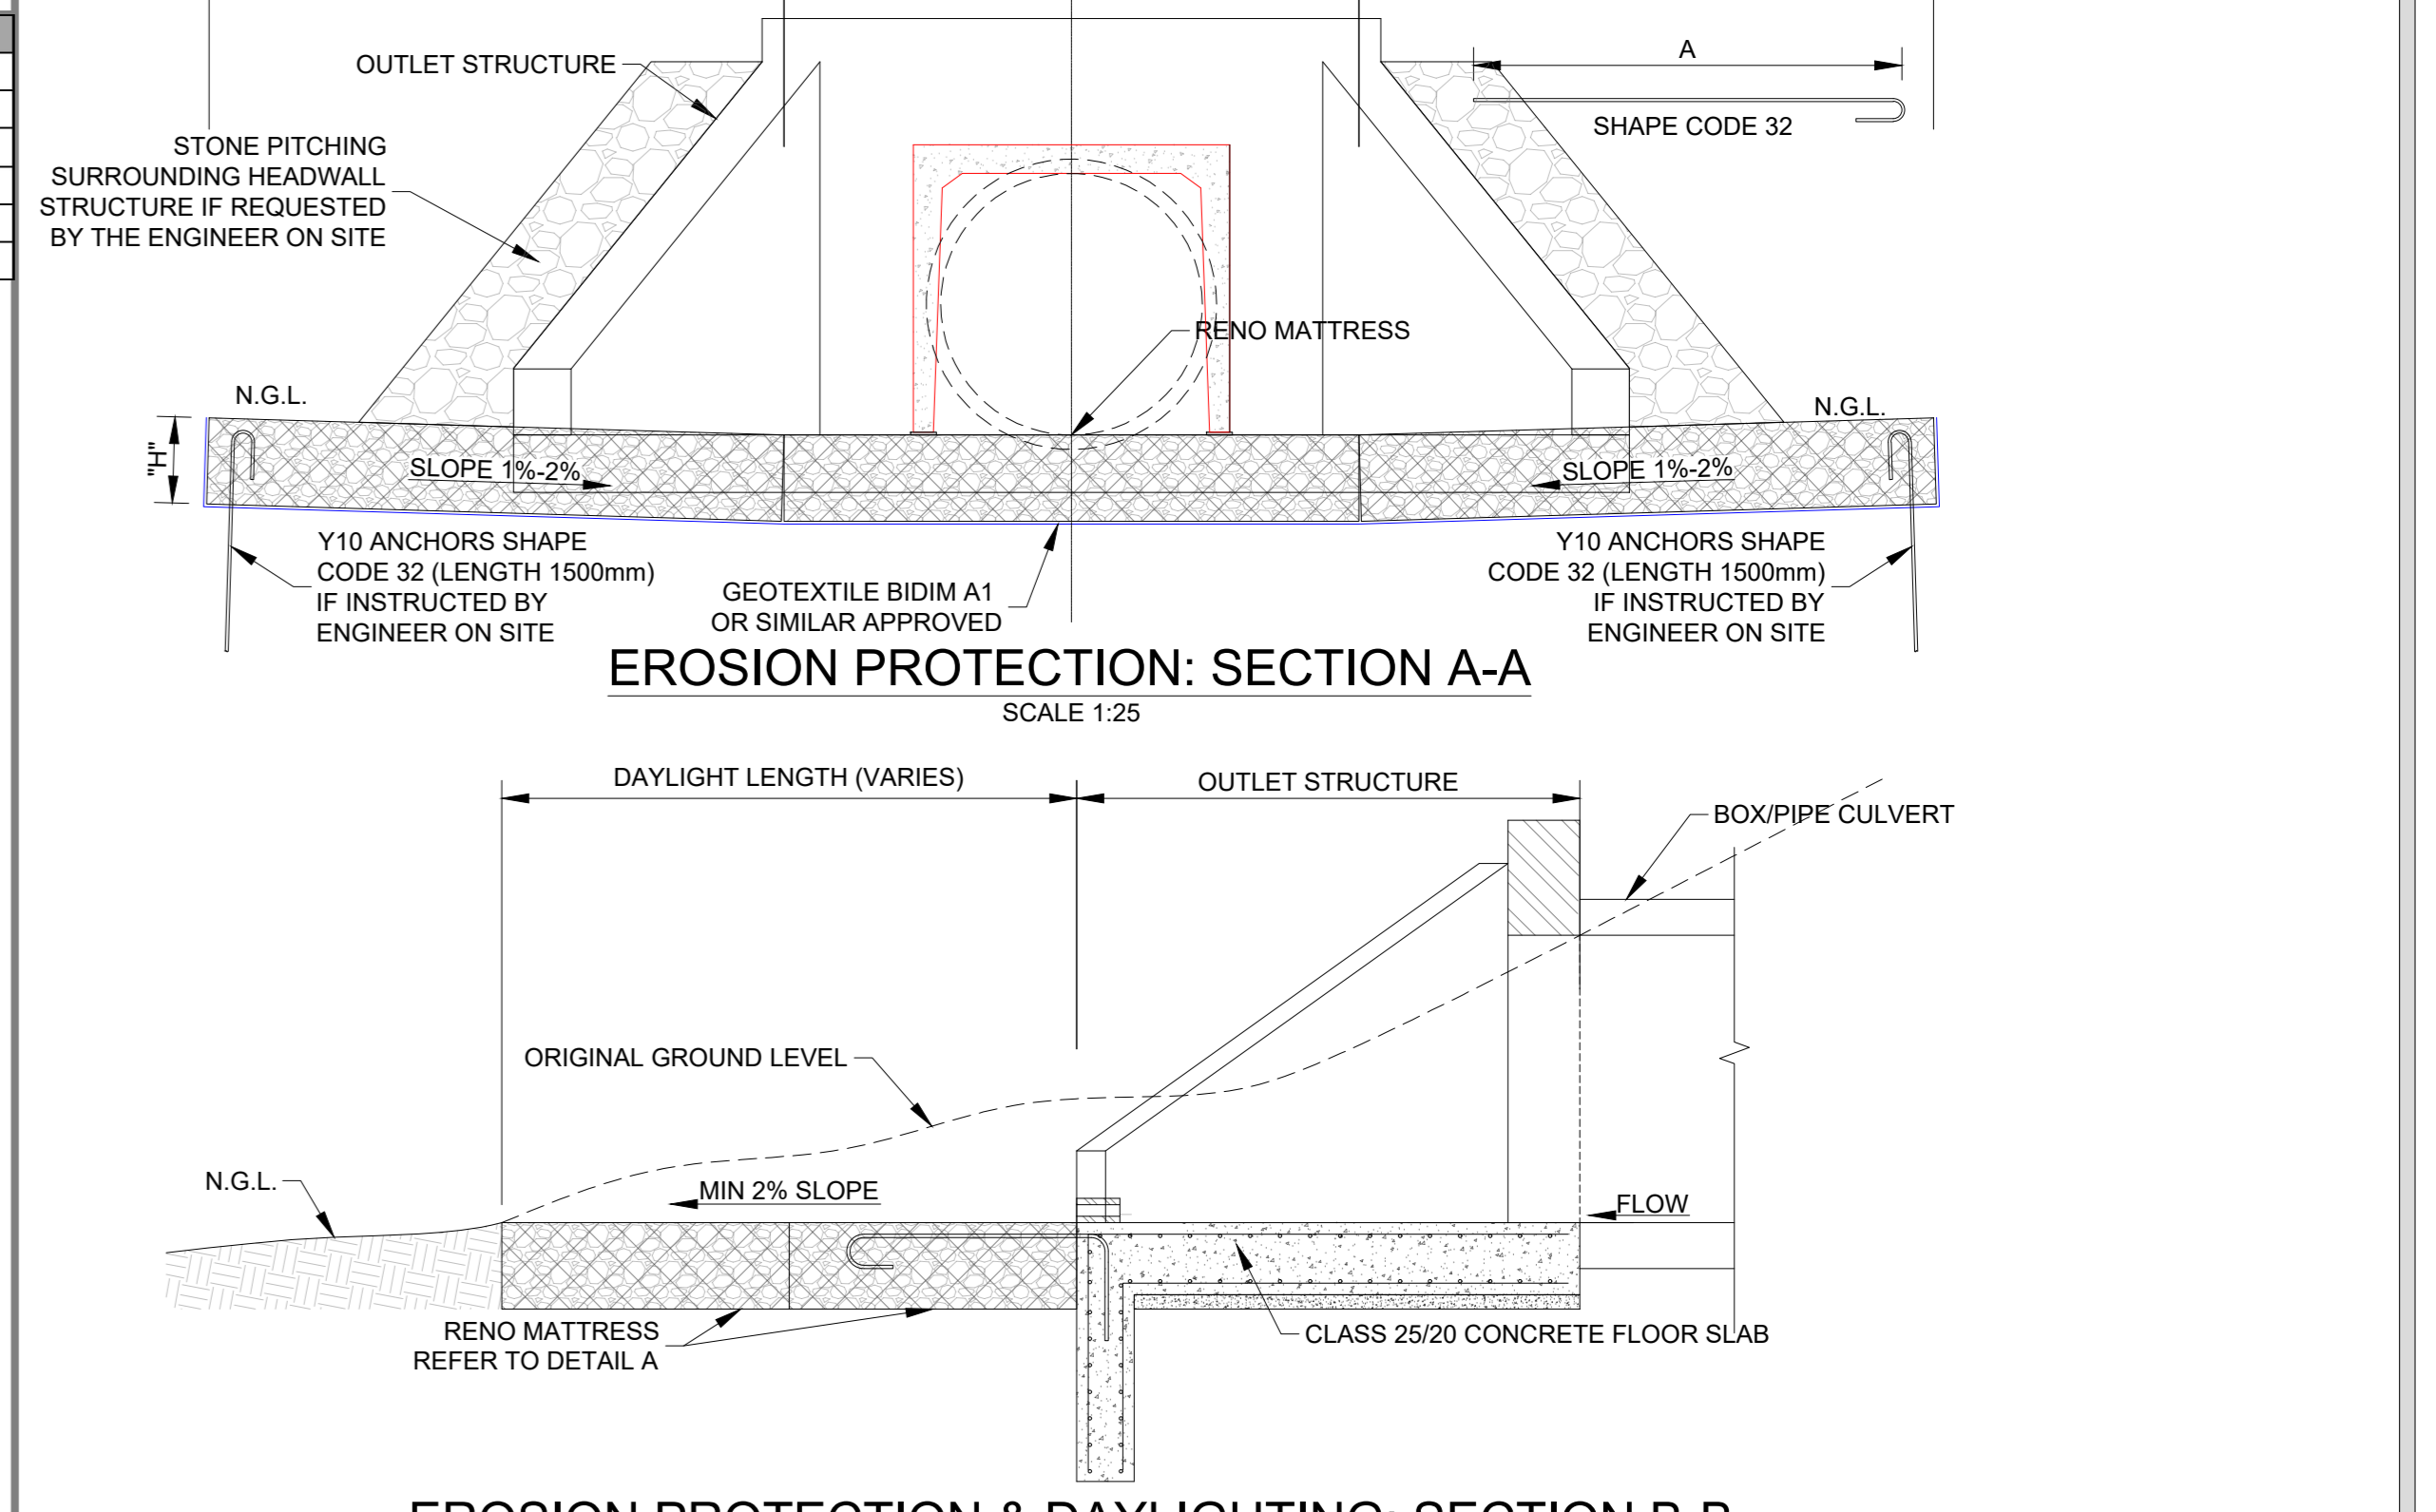 OUTLET STRUCTURE
A
SHAPE CODE 32
STONE PITCHING
SURROUNDING HEADWALL
STRUCTURE IF REQUESTED
BY THE ENGINEER ON SITE
RENO MATTRESS
N.G.L.
N.G.L.
"H"
SLOPE 1%-2%
SLOPE 1%-2%
Y10 ANCHORS SHAPE
CODE 32 (LENGTH 1500mm)
IF INSTRUCTED BY
ENGINEER ON SITE
GEOTEXTILE BIDIM A1
OR SIMILAR APPROVED
Y10 ANCHORS SHAPE
CODE 32 (LENGTH 1500mm)
IF INSTRUCTED BY
ENGINEER ON SITE
EROSION PROTECTION: SECTION A-A
SCALE 1:25
DAYLIGHT LENGTH (VARIES)
OUTLET STRUCTURE
BOX/PIPE CULVERT
ORIGINAL GROUND LEVEL
N.G.L.
MIN 2% SLOPE
FLOW
RENO MATTRESS
REFER TO DETAIL A
CLASS 25/20 CONCRETE FLOOR SLAB
EROSION PROTECTION & DAYLIGHTING: SECTION B-B